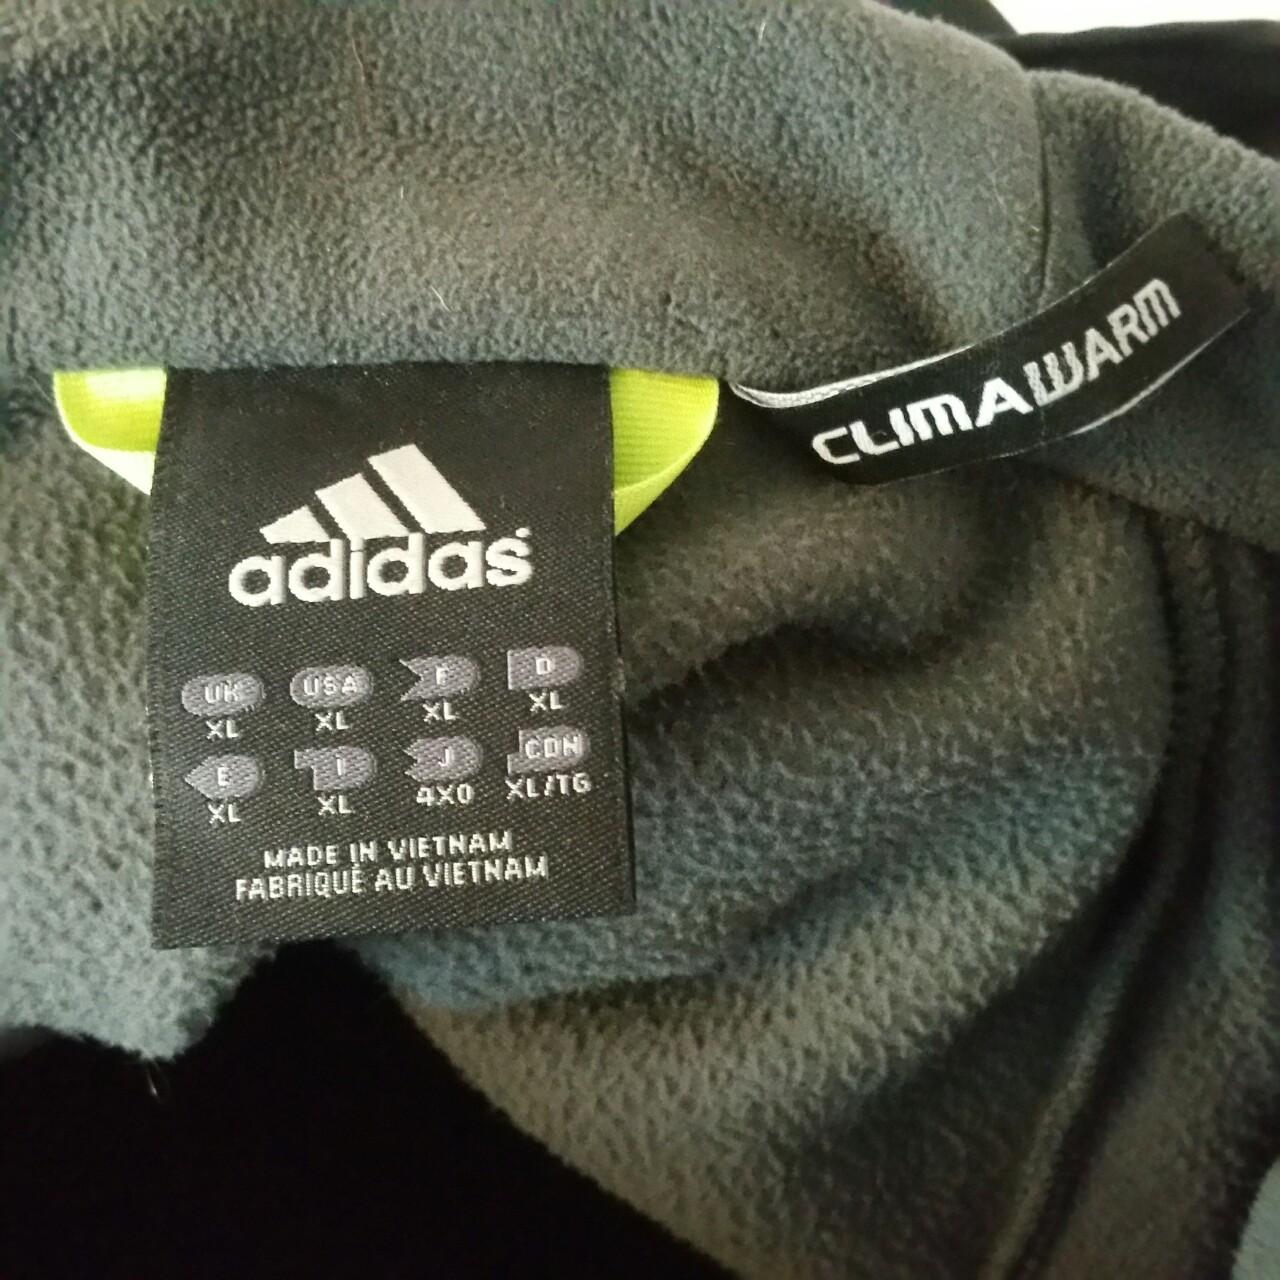 adidas
UK USA F D
XL XL XL XL
E I J CDN
XL XL 4XO XL/TG
MADE IN VIETNAM
FABRIQUÉ AU VIETNAM
CLIMAWARM